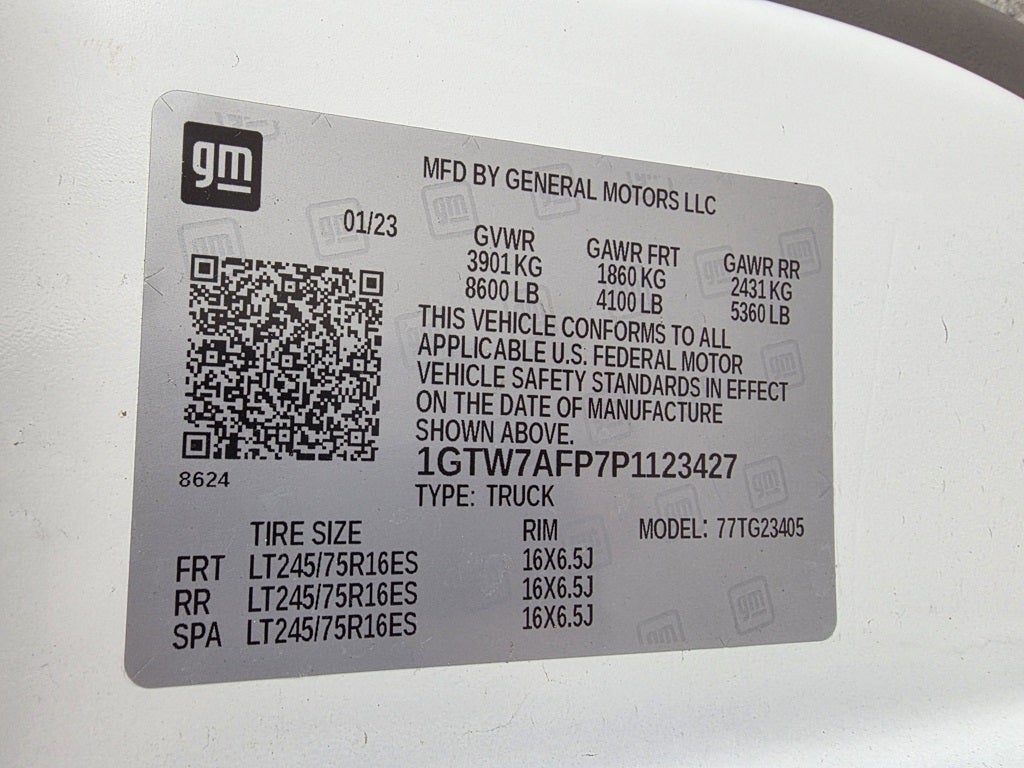 gm
MFD BY GENERAL MOTORS LLC
01/23
GVWR GAWR FRT GAWR RR
3901 KG 1860 KG 2431 KG
8600 LB 4100 LB 5360 LB
THIS VEHICLE CONFORMS TO ALL
APPLICABLE U.S. FEDERAL MOTOR
VEHICLE SAFETY STANDARDS IN EFFECT
ON THE DATE OF MANUFACTURE
SHOWN ABOVE.
1GTW7AFP7P1123427
8624
TYPE: TRUCK
TIRE SIZE RIM MODEL: 77TG23405
FRT LT245/75R16ES 16X6.5J
RR LT245/75R16ES 16X6.5J
SPA LT245/75R16ES 16X6.5J